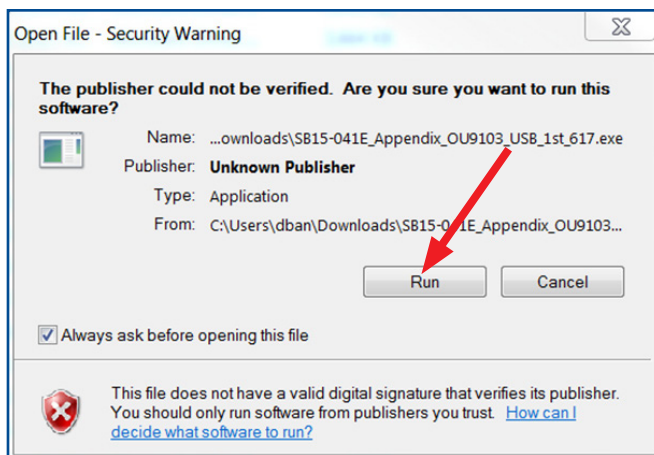 Open File - Security Warning
The publisher could not be verified. Are you sure you want to run this
software?
Name: ...ownloads\SB15-041E_Appendix_OU9103_USB_1st_617.exe
Publisher: Unknown Publisher
Type: Application
From: C:\Users\dban\Downloads\SB15-041E_Appendix_OU9103...
Run Cancel
Always ask before opening this file
This file does not have a valid digital signature that verifies its publisher.
You should only run software from publishers you trust. How can I
decide what software to run?